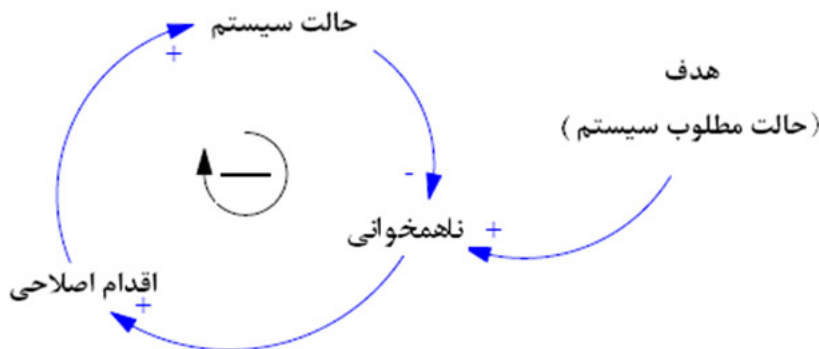 حالت سیستم
+
هدف
(حالت مطلوب سیستم )
-
ناهمخوانی
+
اقدام اصلاحی
+